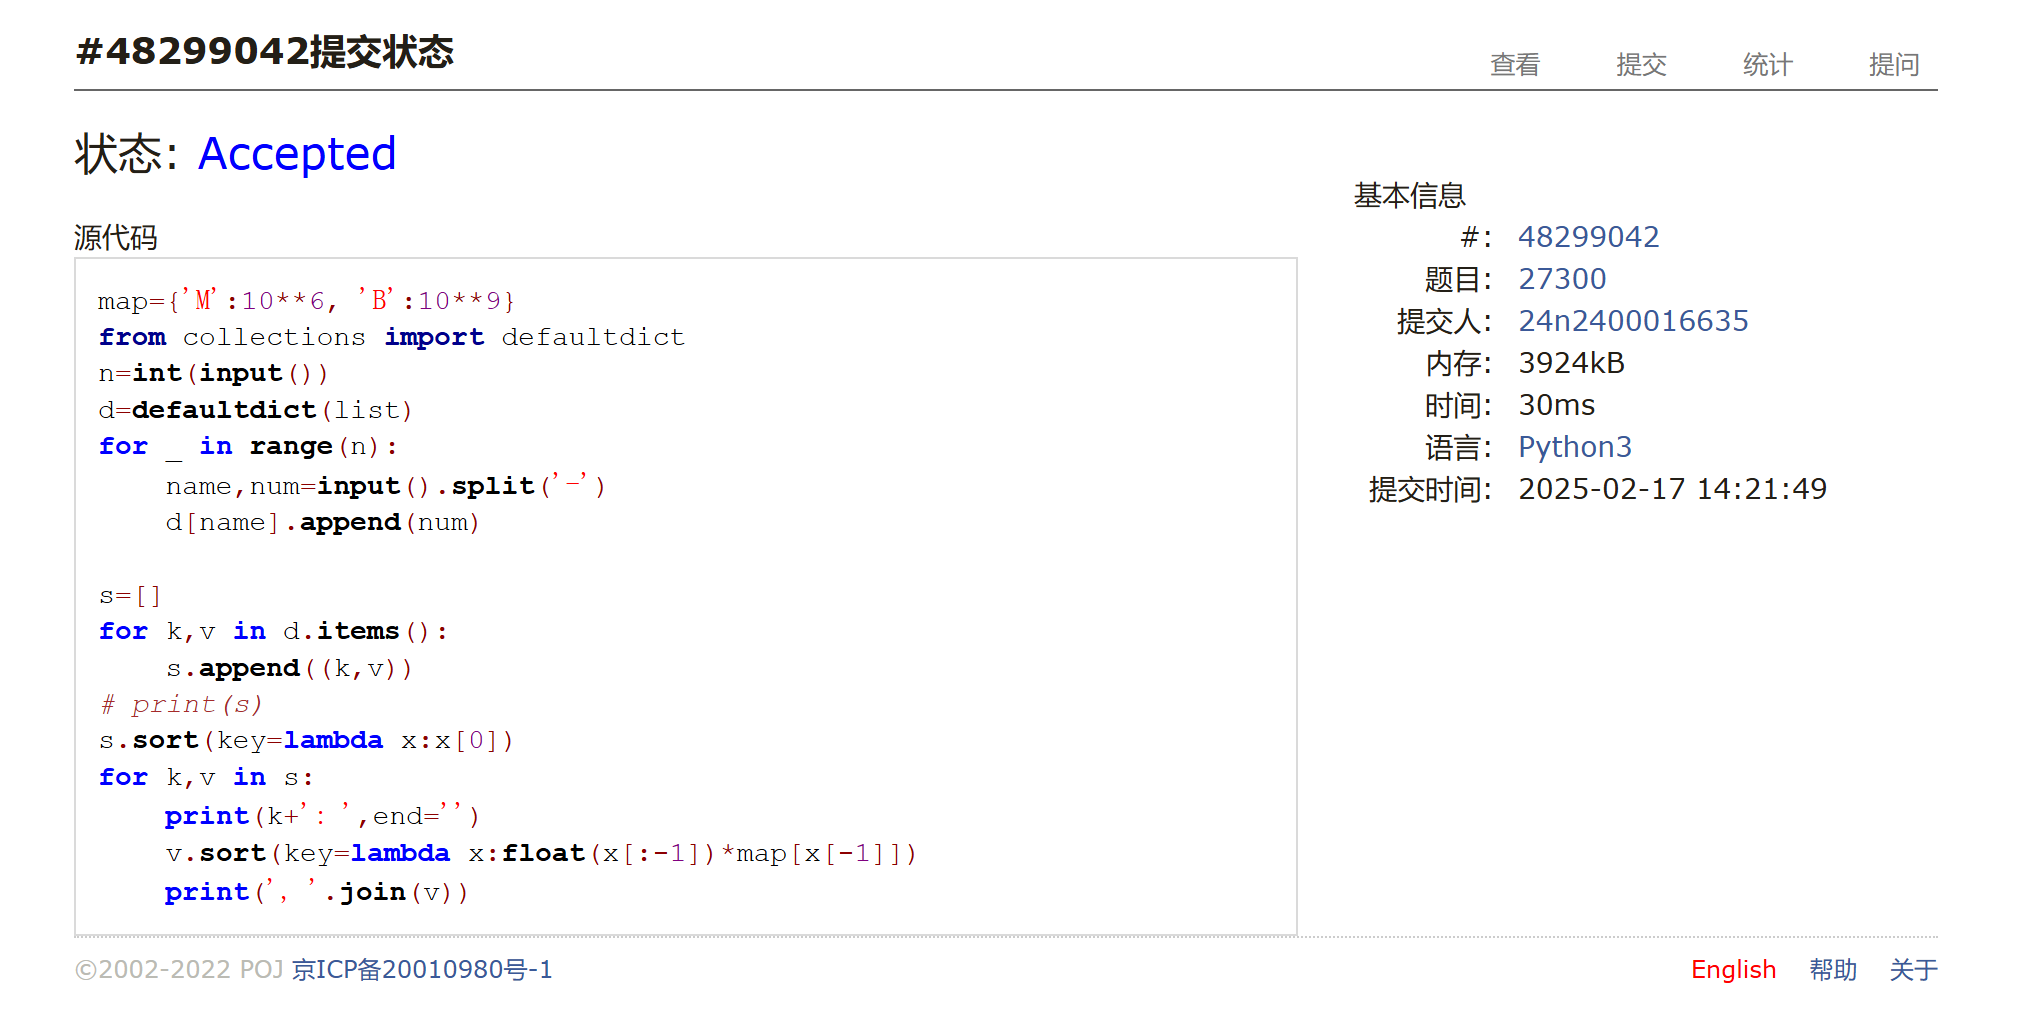 #48299042提交状态
查看 提交 统计 提问
状态: Accepted
源代码
map={'M':10**6, 'B':10**9}
from collections import defaultdict
n=int(input())
d=defaultdict(list)
for _ in range(n):
    name,num=input().split('-')
    d[name].append(num)

s=[]
for k,v in d.items():
    s.append((k,v))
# print(s)
s.sort(key=lambda x:x[0])
for k,v in s:
    print(k+': ',end='')
    v.sort(key=lambda x:float(x[:-1])*map[x[-1]])
    print(', '.join(v))
基本信息
#: 48299042
题目: 27300
提交人: 24n2400016635
内存: 3924kB
时间: 30ms
语言: Python3
提交时间: 2025-02-17 14:21:49
©2002-2022 POJ 京ICP备20010980号-1
English 帮助 关于